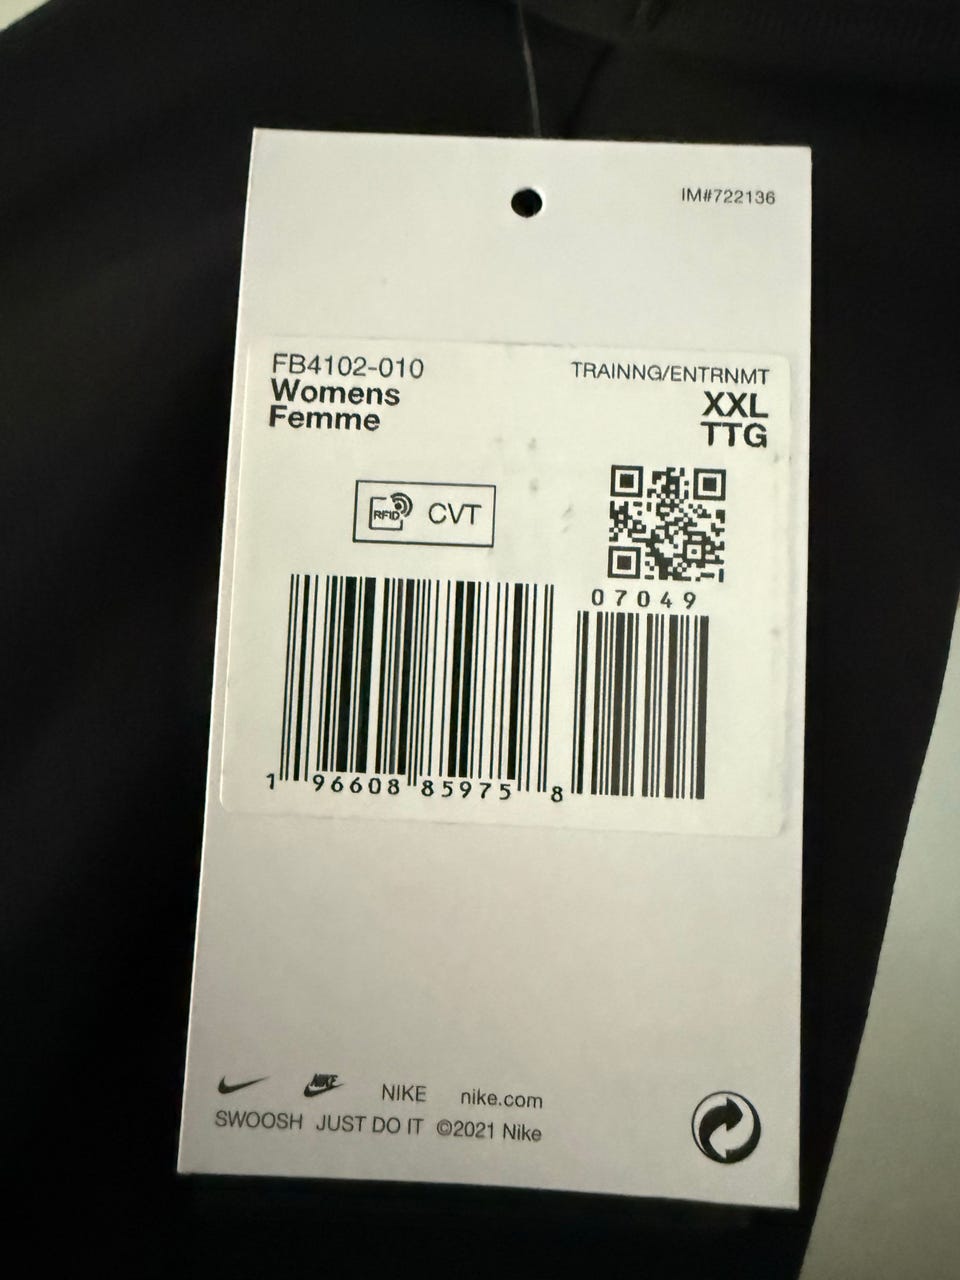 IM#722136
FB4102-010
TRAINNG/ENTRNMT
Womens
XXL
Femme
TTG
RFID CVT
07049
1 96608 85975 8
NIKE NIKE nike.com
SWOOSH JUST DO IT ©2021 Nike